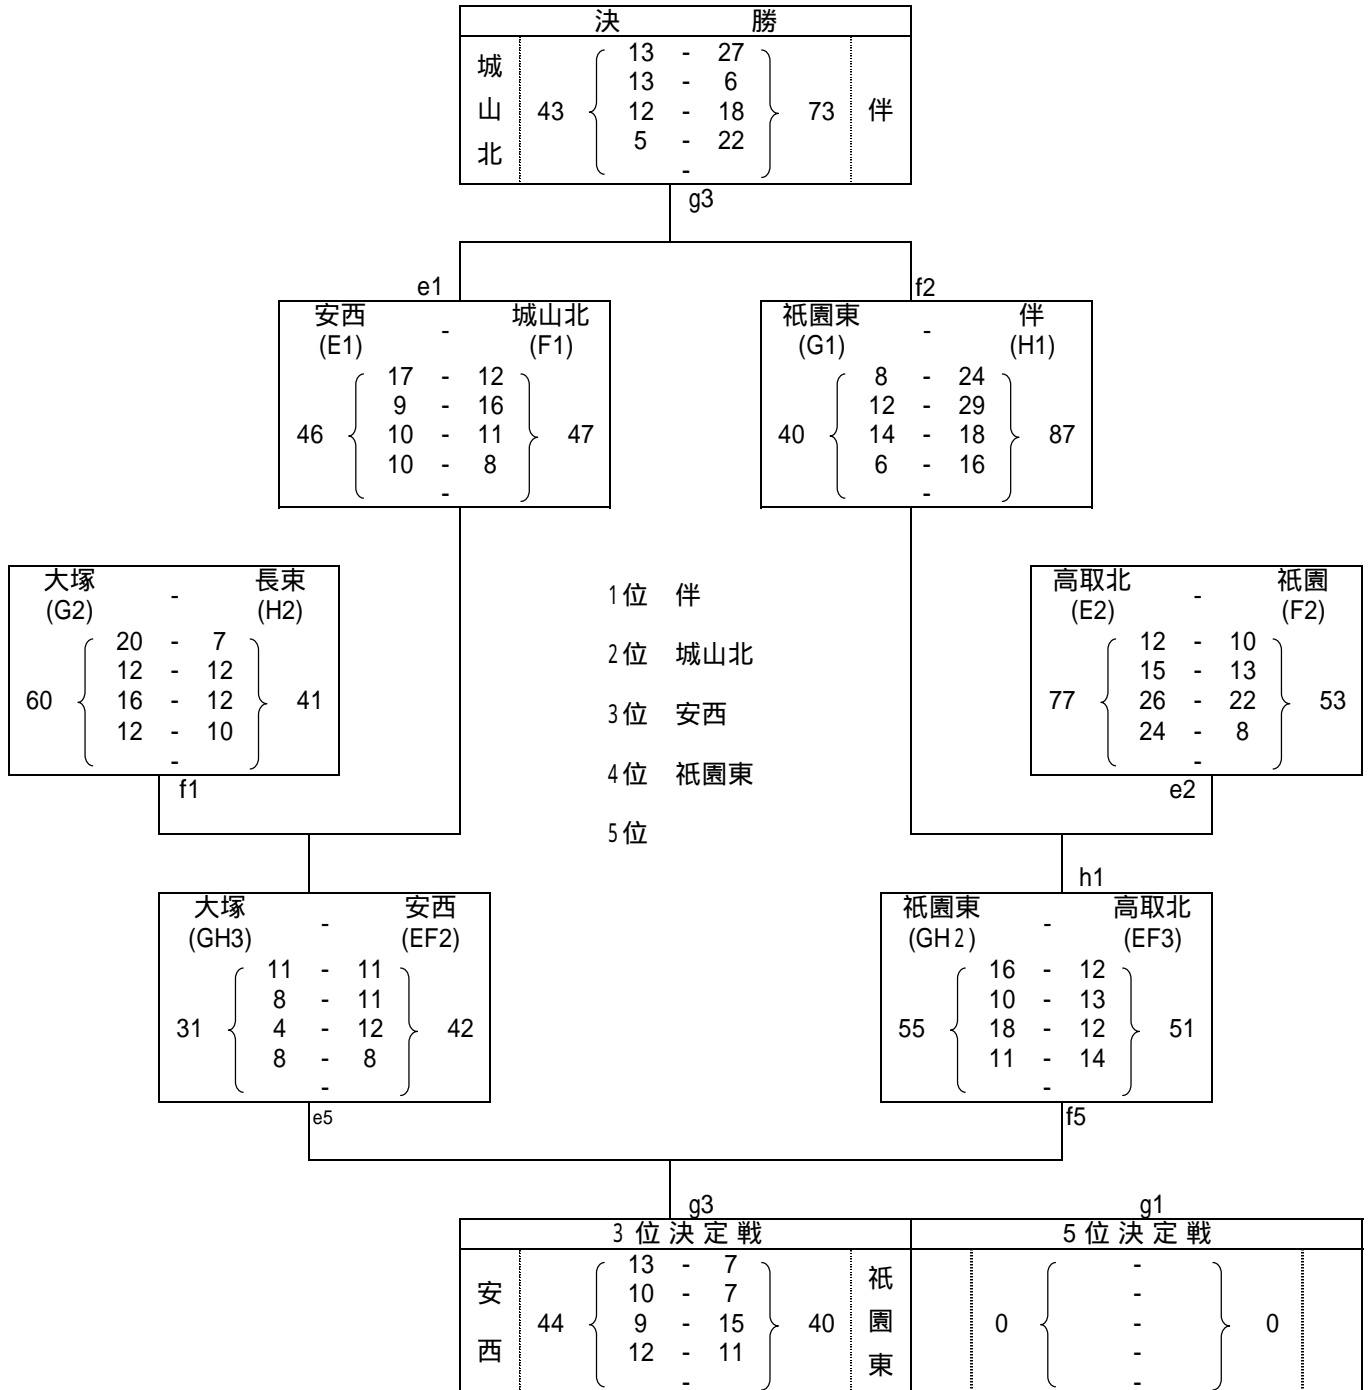 決 勝
城山北 43 13 - 27 73 伴
13 - 6
12 - 18
5 - 22
-
g3
e1
安西 - 城山北
(E1) (F1)
46 17 - 12 47
9 - 16
10 - 11
10 - 8
-
f2
祇園東 - 伴
(G1) (H1)
40 8 - 24 87
12 - 29
14 - 18
6 - 16
-
大塚 - 長束
(G2) (H2)
60 20 - 7 41
12 - 12
16 - 12
12 - 10
-
f1
1位 伴
2位 城山北
3位 安西
4位 祇園東
5位
高取北 - 祇園
(E2) (F2)
77 12 - 10 53
15 - 13
26 - 22
24 - 8
-
e2
大塚 - 安西
(GH3) (EF2)
31 11 - 11 42
8 - 11
4 - 12
8 - 8
-
e5
h1
祇園東 - 高取北
(GH2) (EF3)
55 16 - 12 51
10 - 13
18 - 12
11 - 14
-
f5
g3
3位決定戦
安西 44 13 - 7 40 祇園東
10 - 7
9 - 15
12 - 11
-
g1
5位決定戦
0 - 0
-
-
-
-